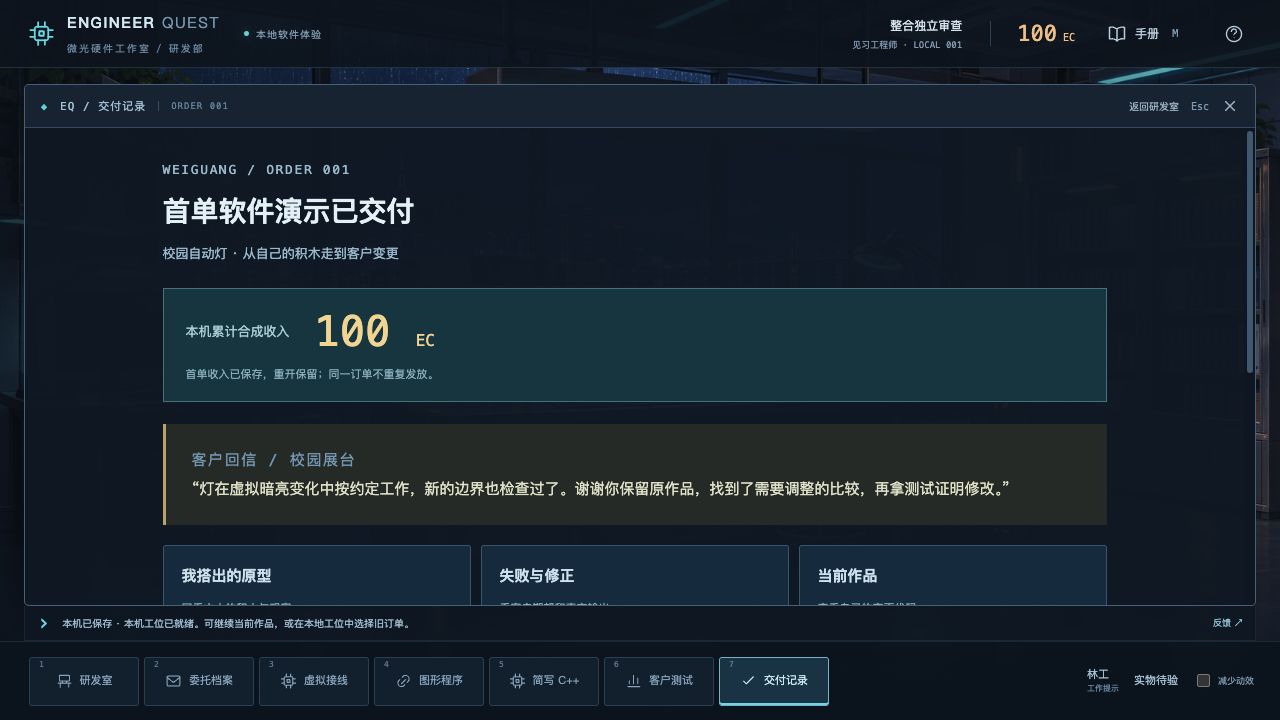 ENGINEER QUEST
微光硬件工作室 / 研发部
本地软件体验
整合独立审查
见习工程师 · LOCAL 001
100 EC
手册 M
EQ / 交付记录
ORDER 001
返回研发室 Esc
WEIGUANG / ORDER 001
首单软件演示已交付
校园自动灯 · 从自己的积木走到客户变更
本机累计合成收入 100 EC
首单收入已保存，重开保留；同一订单不重复发放。
客户回信 / 校园展台
“灯在虚拟暗亮变化中按约定工作，新的边界也检查过了。谢谢你保留原作品，找到了需要调整的比较，再拿测试证明修改。”
我搭出的原型
失败与修正
当前作品
本机已保存 · 本机工位已就绪。可继续当前作品，或在本地工位中选择旧订单。
反馈 ↗
1 研发室
2 委托档案
3 虚拟接线
4 图形程序
5 简写 C++
6 客户测试
7 交付记录
林工
工作提示
实物待验
减少动效